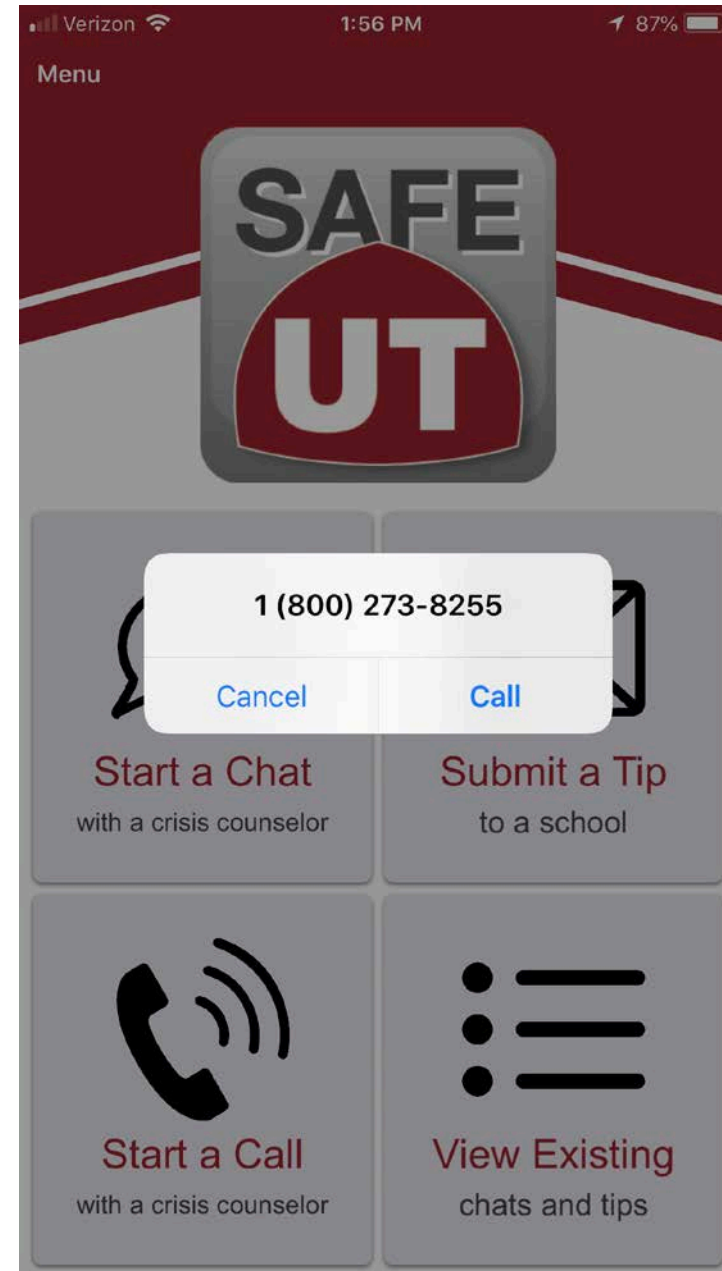 Verizon 1:56 PM 87%
Menu
SAFE
UT
1 (800) 273-8255
Cancel Call
Start a Chat
with a crisis counselor
Submit a Tip
to a school
Start a Call
with a crisis counselor
View Existing
chats and tips